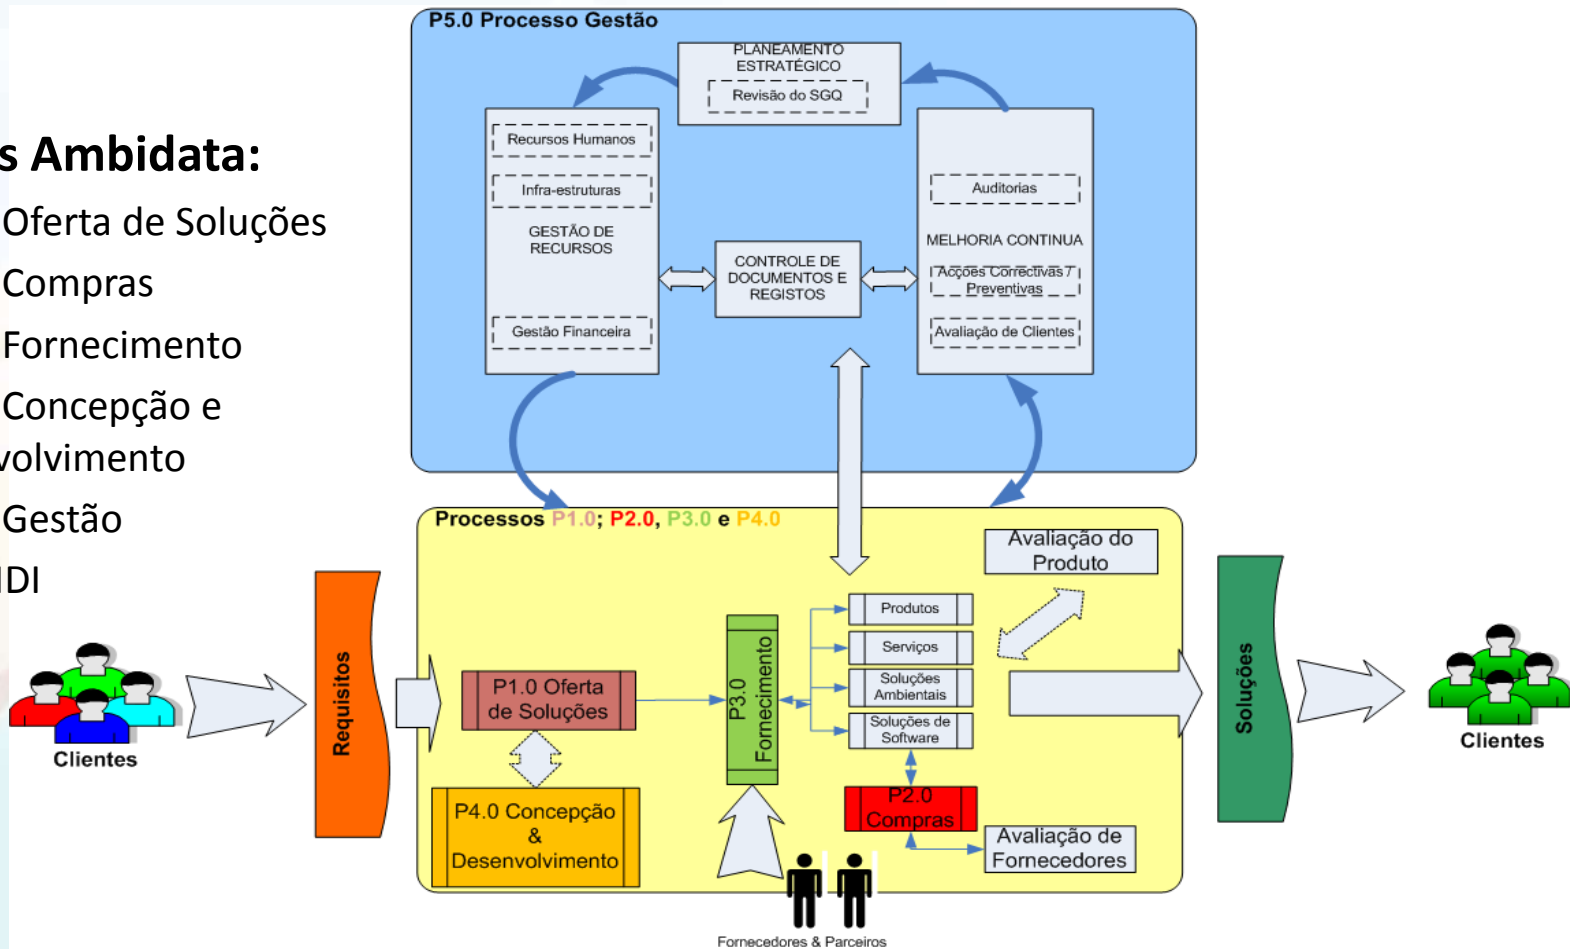 s Ambidata:
Oferta de Soluções
Compras
Fornecimento
Concepção e
volvimento
Gestão
IDI
P5.0 Processo Gestão
PLANEAMENTO
ESTRATÉGICO
Revisão do SGQ
Recursos Humanos
Infra-estruturas
GESTÃO DE
RECURSOS
Gestão Financeira
CONTROLE DE
DOCUMENTOS E
REGISTOS
Auditorias
MELHORIA CONTINUA
Acções Correctivas /
Preventivas
Avaliação de Clientes
Processos P1.0; P2.0, P3.0 e P4.0
Avaliação do
Produto
Clientes
Requisitos
P1.0 Oferta
de Soluções
P4.0 Concepção
&
Desenvolvimento
P3.0
Fornecimento
Produtos
Serviços
Soluções
Ambientais
Soluções de
Software
P2.0
Compras
Avaliação de
Fornecedores
Fornecedores & Parceiros
Soluções
Clientes